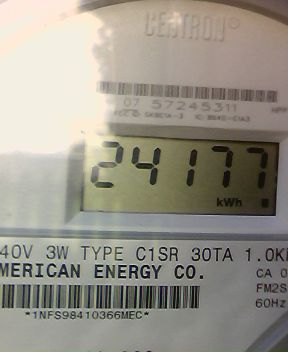 CENTRON®
07 57245311
24177
kWh
40V 3W TYPE C1SR 30TA 1.0K
MERICAN ENERGY CO.
CA 0
FM2S
60Hz
*1NFS98410366MEC*